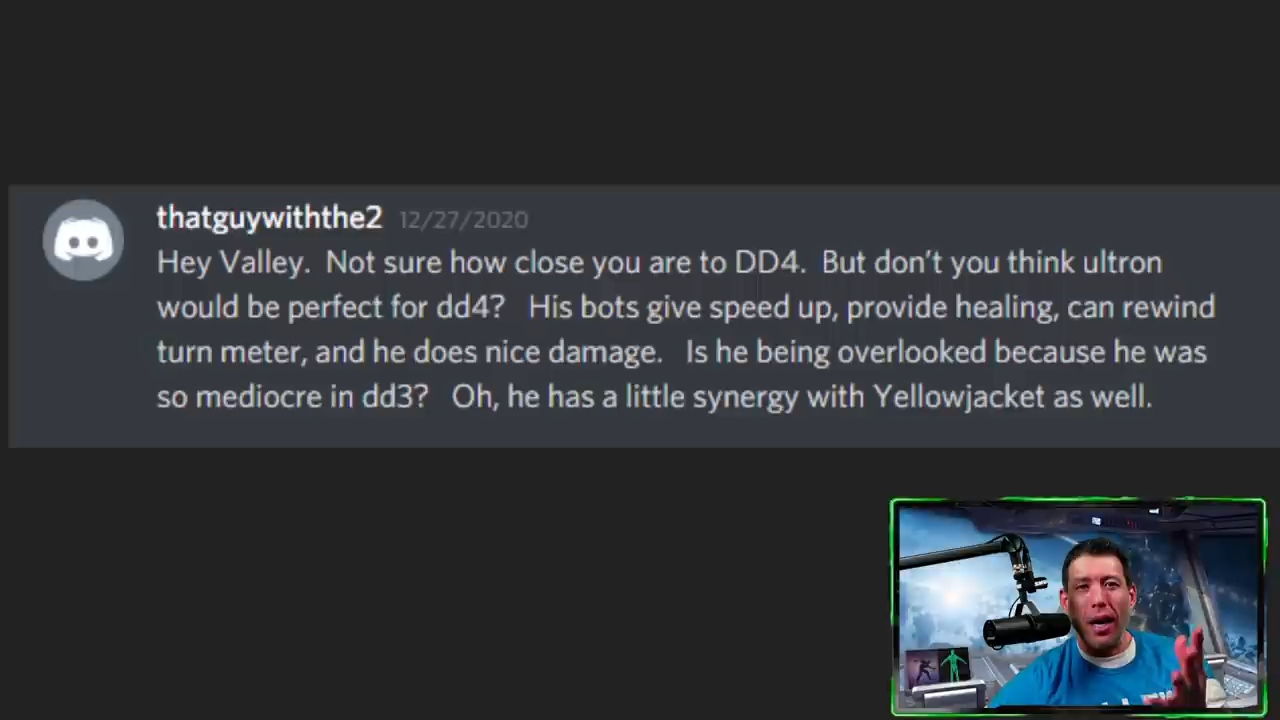 thatguywiththe2 12/27/2020
Hey Valley.  Not sure how close you are to DD4.  But don't you think ultron
would be perfect for dd4?   His bots give speed up, provide healing, can rewind
turn meter, and he does nice damage.   Is he being overlooked because he was
so mediocre in dd3?   Oh, he has a little synergy with Yellowjacket as well.